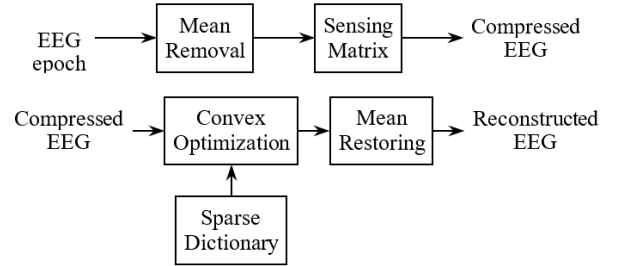 EEG
epoch
Mean
Removal
Sensing
Matrix
Compressed
EEG
Compressed
EEG
Convex
Optimization
Mean
Restoring
Reconstructed
EEG
Sparse
Dictionary